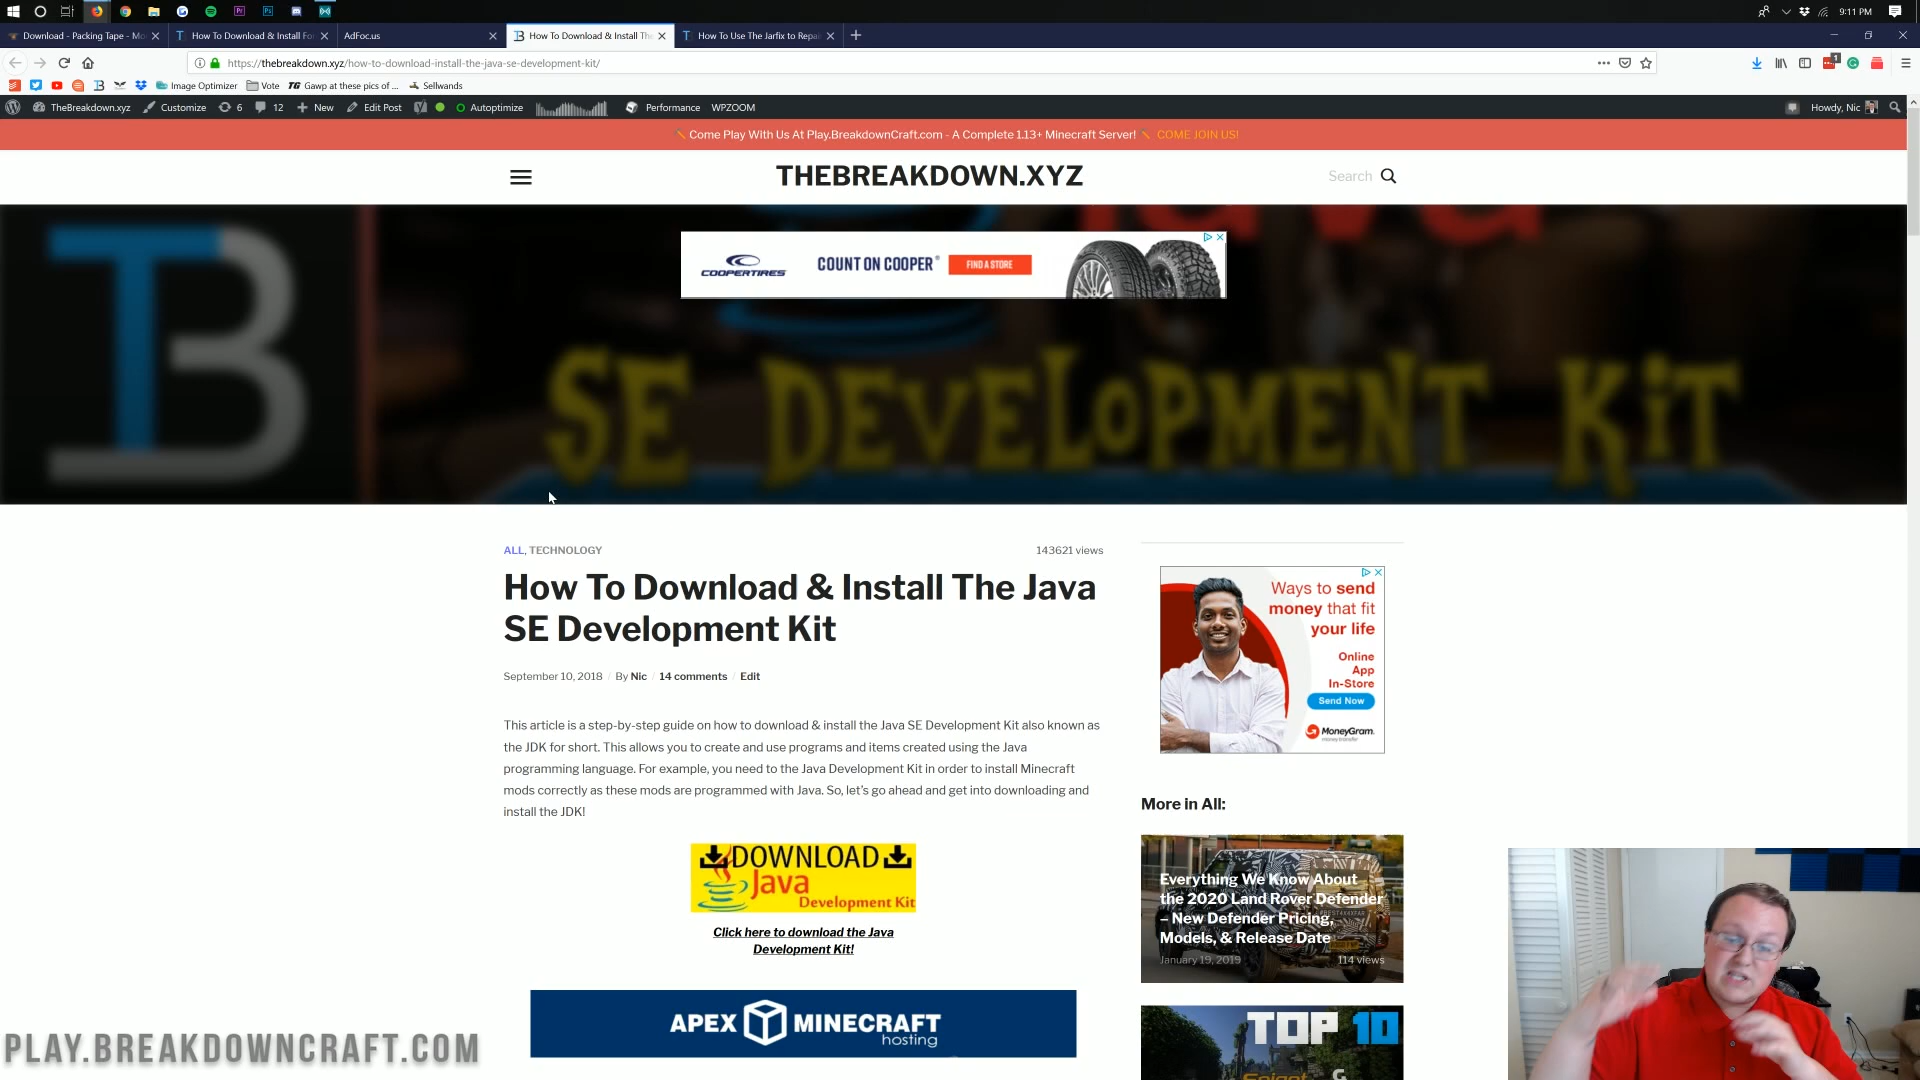 9:11 PM
Download - Packing Tape - Mo
How To Download & Install Fo
AdFoc.us
How To Download & Install The
How To Use The Jarfix to Repai
https://thebreakdown.xyz/how-to-download-install-the-java-se-development-kit/
Image Optimizer
Vote
TG Gawp at these pics of ...
Sellwands
TheBreakdown.xyz
Customize
6
12
New
Edit Post
Autoptimize
Performance
WPZOOM
Howdy, Nic
Come Play With Us At Play.BreakdownCraft.com - A Complete 1.13+ Minecraft Server! COME JOIN US!
THEBREAKDOWN.XYZ
Search
COOPERTIRES
COUNT ON COOPER®
FIND A STORE
SE DEVELOPMENT KIT
ALL, TECHNOLOGY
143621 views
How To Download & Install The Java
SE Development Kit
September 10, 2018 / By Nic / 14 comments / Edit
This article is a step-by-step guide on how to download & install the Java SE Development Kit also known as
the JDK for short. This allows you to create and use programs and items created using the Java
programming language. For example, you need to the Java Development Kit in order to install Minecraft
mods correctly as these mods are programmed with Java. So, let's go ahead and get into downloading and
install the JDK!
DOWNLOAD
Java
Development Kit
Click here to download the Java
Development Kit!
APEX MINECRAFT
hosting
Ways to send
money that fit
your life
Online
App
In-Store
Send Now
MoneyGram.
money transfer
More in All:
Everything We Know About
the 2020 Land Rover Defender
– New Defender Pricing,
Models, & Release Date
January 19, 2019
114 views
TOP 10
PLAY.BREAKDOWNCRAFT.COM